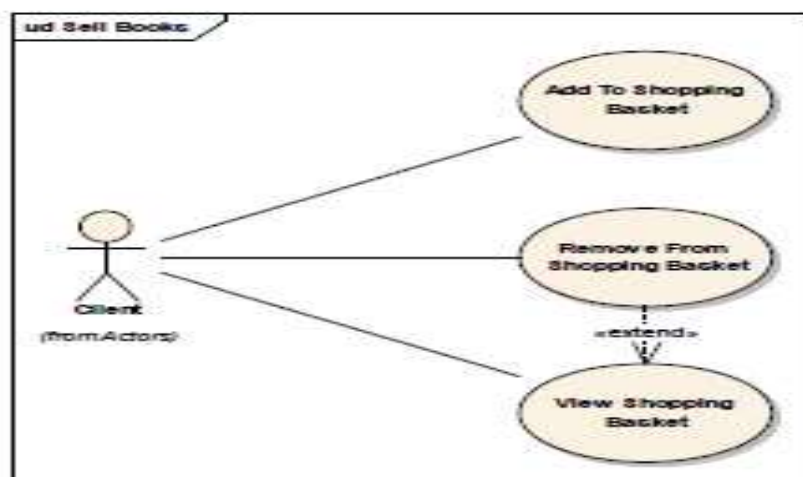 ud Sell Books
Add To Shopping
Basket
Remove From
Shopping Basket
Client
(from Actors)
«extend»
View Shopping
Basket